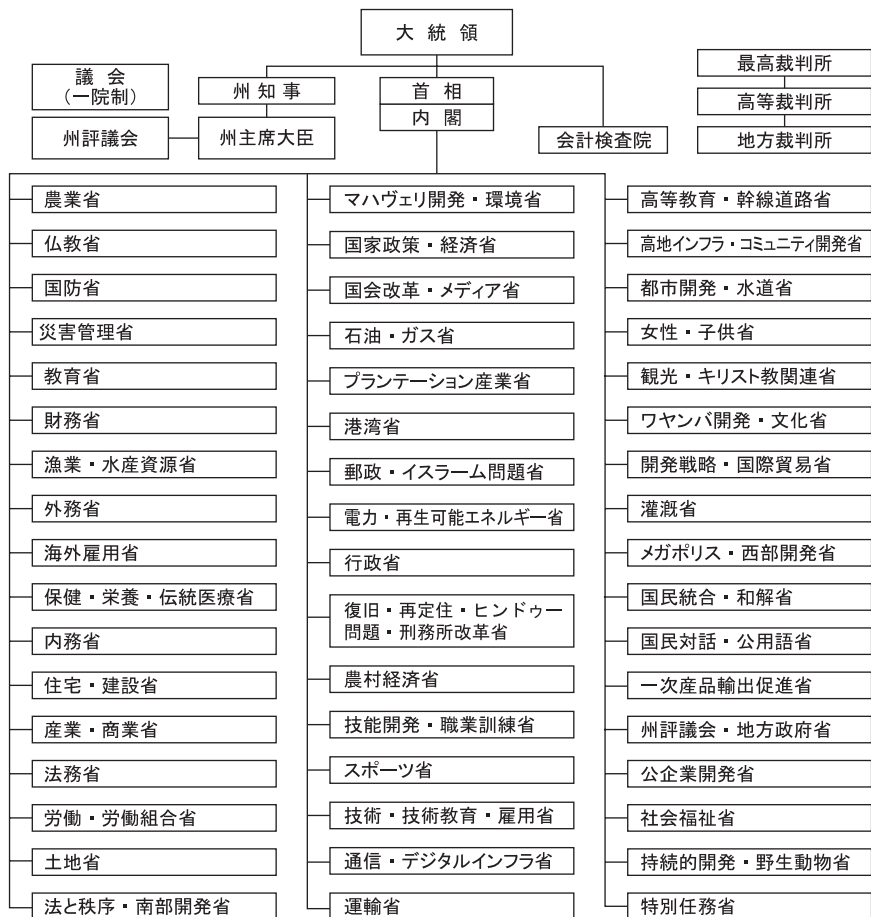 大統領
議会
(一院制)
州知事
首相
内閣
州評議会
州主席大臣
会計検査院
最高裁判所
高等裁判所
地方裁判所
農業省
仏教省
国防省
災害管理省
教育省
財務省
漁業・水産資源省
外務省
海外雇用省
保健・栄養・伝統医療省
内務省
住宅・建設省
産業・商業省
法務省
労働・労働組合省
土地省
法と秩序・南部開発省
マハヴェリ開発・環境省
国家政策・経済省
国会改革・メディア省
石油・ガス省
プランテーション産業省
港湾省
郵政・イスラーム問題省
電力・再生可能エネルギー省
行政省
復旧・再定住・ヒンドゥー
問題・刑務所改革省
農村経済省
技能開発・職業訓練省
スポーツ省
技術・技術教育・雇用省
通信・デジタルインフラ省
運輸省
高等教育・幹線道路省
高地インフラ・コミュニティ開発省
都市開発・水道省
女性・子供省
観光・キリスト教関連省
ワヤンバ開発・文化省
開発戦略・国際貿易省
灌漑省
メガポリス・西部開発省
国民統合・和解省
国民対話・公用語省
一次産品輸出促進省
州評議会・地方政府省
公企業開発省
社会福祉省
持続的開発・野生動物省
特別任務省